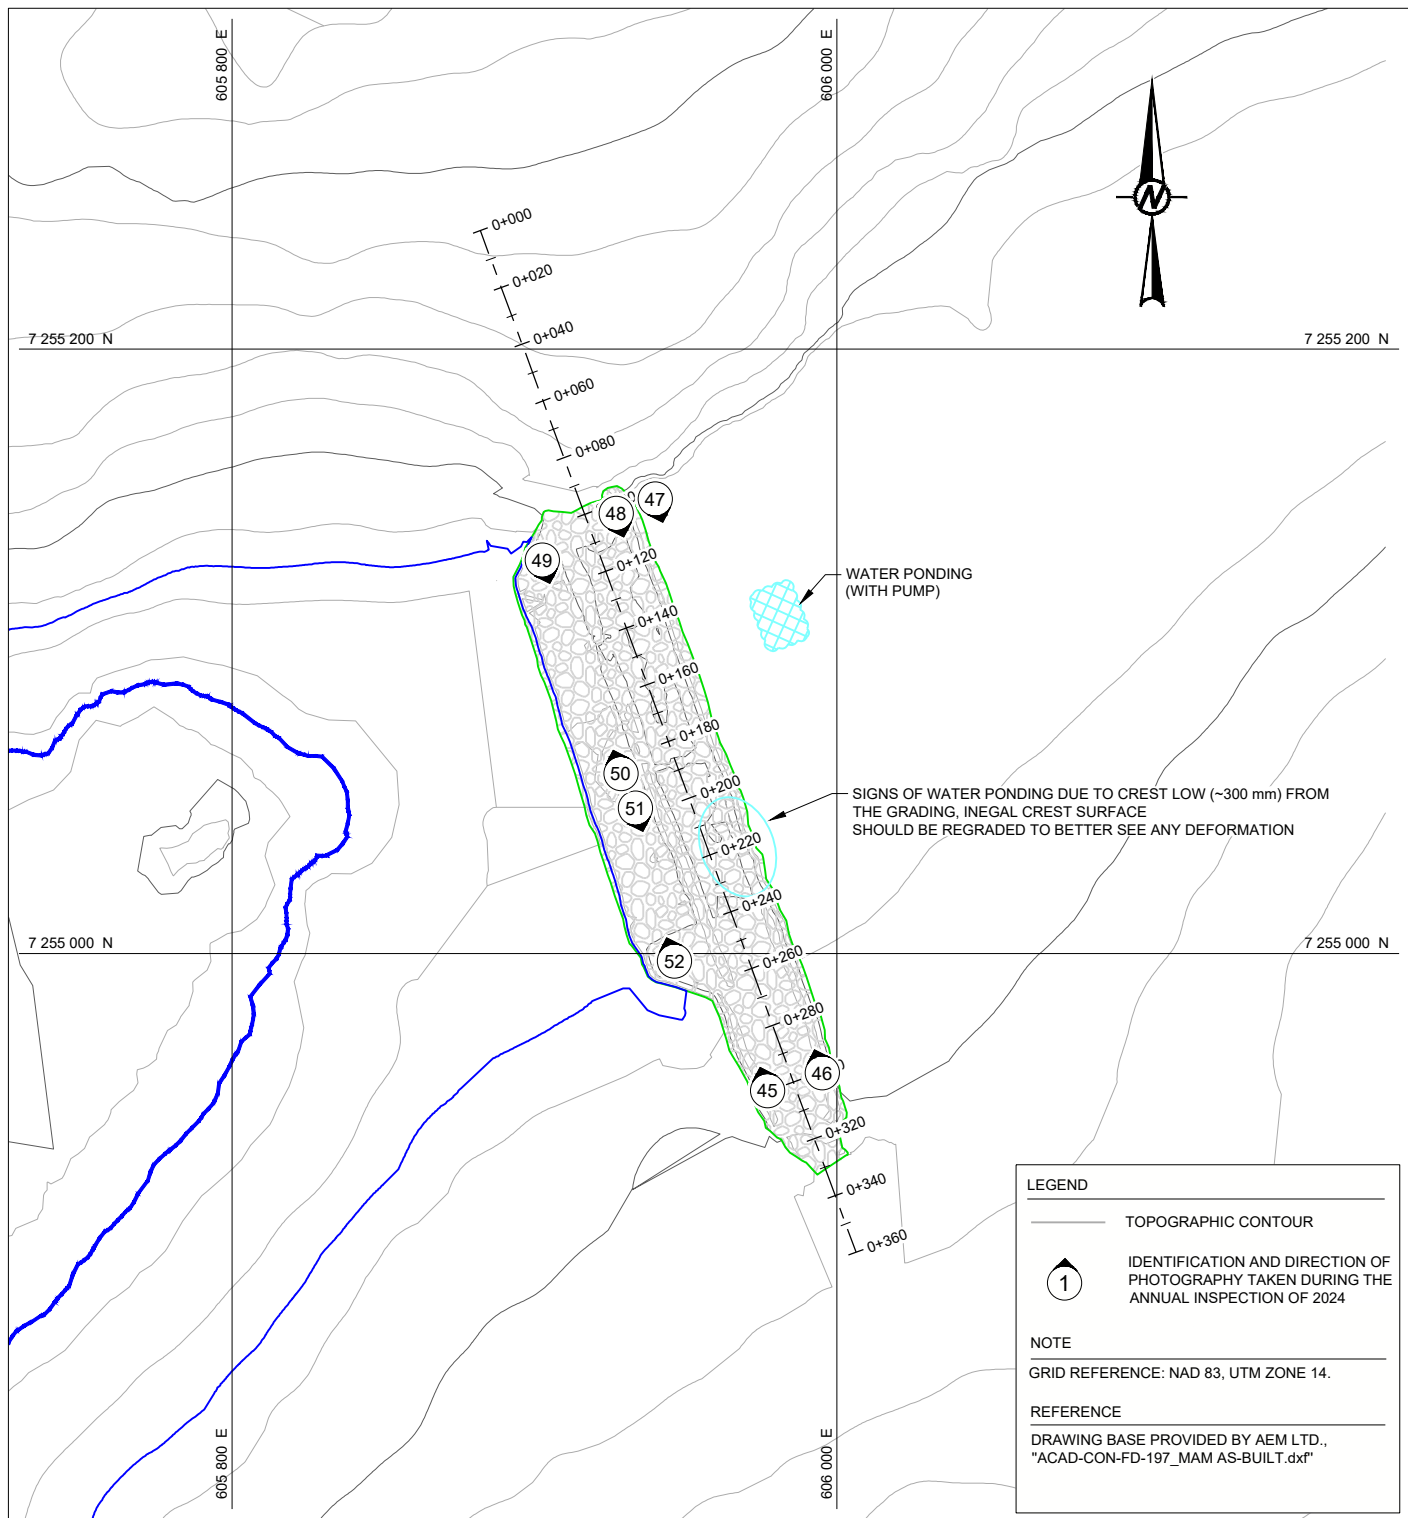 605 800 E
606 000 E
N
0+000
0+020
0+040
7 255 200 N
7 255 200 N
0+060
0+080
47
48
49
0+120
WATER PONDING
(WITH PUMP)
0+140
0+160
0+180
50
0+200
51
SIGNS OF WATER PONDING DUE TO CREST LOW (~300 mm) FROM
THE GRADING, INEGAL CREST SURFACE
SHOULD BE REGRADED TO BETTER SEE ANY DEFORMATION
0+220
0+240
7 255 000 N
7 255 000 N
52
0+260
0+280
46
45
0+320
0+340
0+360
LEGEND
TOPOGRAPHIC CONTOUR
1
IDENTIFICATION AND DIRECTION OF
PHOTOGRAPHY TAKEN DURING THE
ANNUAL INSPECTION OF 2024
NOTE
GRID REFERENCE: NAD 83, UTM ZONE 14.
REFERENCE
DRAWING BASE PROVIDED BY AEM LTD.,
"ACAD-CON-FD-197_MAM AS-BUILT.dxf"
605 800 E
606 000 E